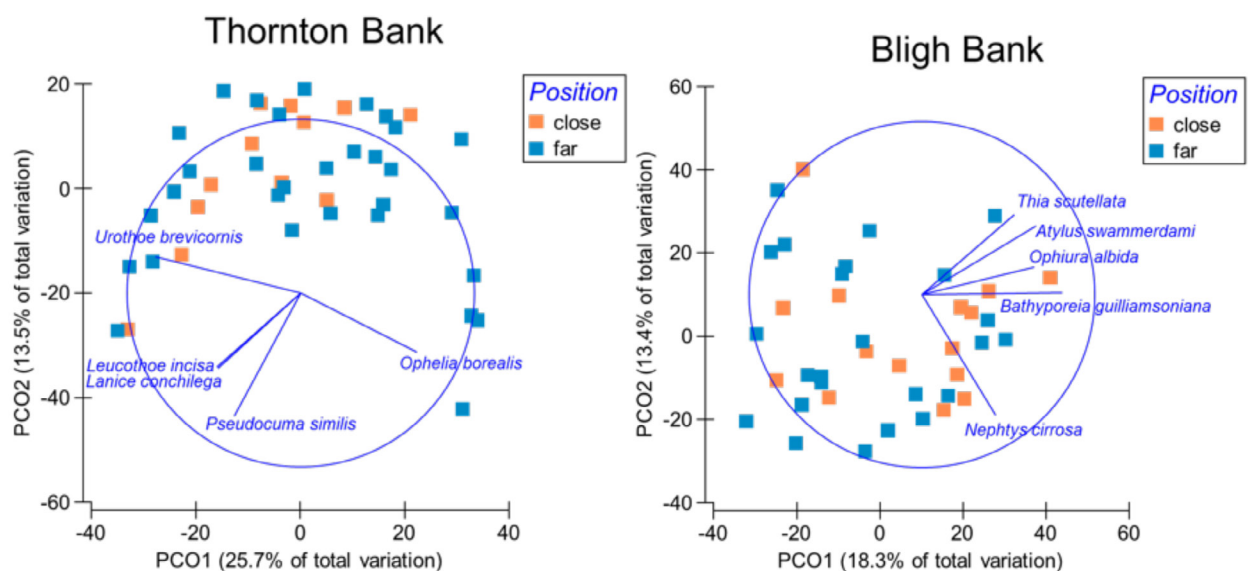 Thornton Bank
Position
close
far
20
0
-20
-40
-60
-40
-20
0
20
40
PCO2 (13.5% of total variation)
PCO1 (25.7% of total variation)
Urothoe brevicornis
Leucothoe incisa
Lanice conchilega
Pseudocuma similis
Ophelia borealis
Bligh Bank
Position
close
far
60
40
20
0
-20
-40
-40
-20
0
20
40
60
PCO2 (13.4% of total variation)
PCO1 (18.3% of total variation)
Thia scutellata
Atylus swammerdami
Ophiura albida
Bathyporeia guilliamsoniana
Nephtys cirrosa